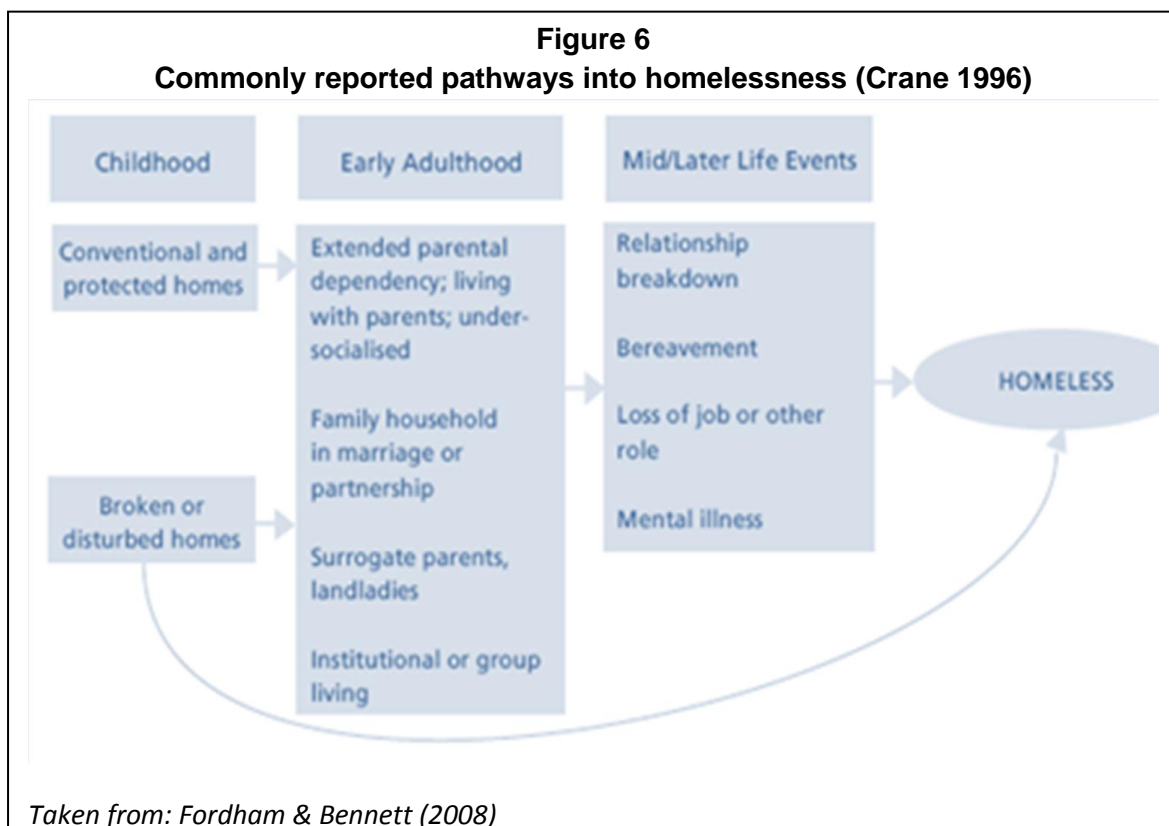 Figure 6
Commonly reported pathways into homelessness (Crane 1996)
Childhood
Early Adulthood
Mid/Later Life Events
Conventional and
protected homes
Broken or
disturbed homes
Extended parental
dependency; living
with parents; under-
socialised
Family household
in marriage or
partnership
Surrogate parents,
landladies
Institutional or group
living
Relationship
breakdown
Bereavement
Loss of job or other
role
Mental illness
HOMELESS
Taken from: Fordham & Bennett (2008)